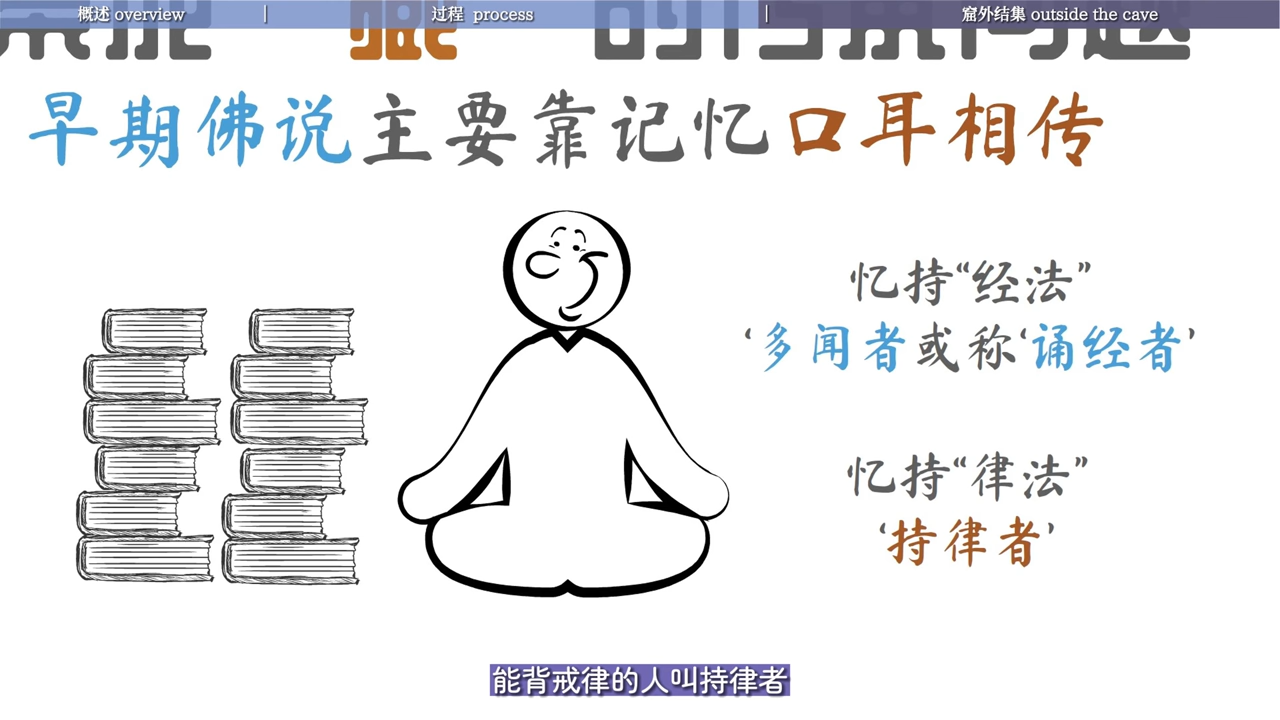 概述 overview | 过程 process | 窟外结集 outside the cave
早期佛说主要靠记忆口耳相传
忆持“经法”
‘多闻者或称‘诵经者’
忆持“律法”
‘持律者’
能背戒律的人叫持律者